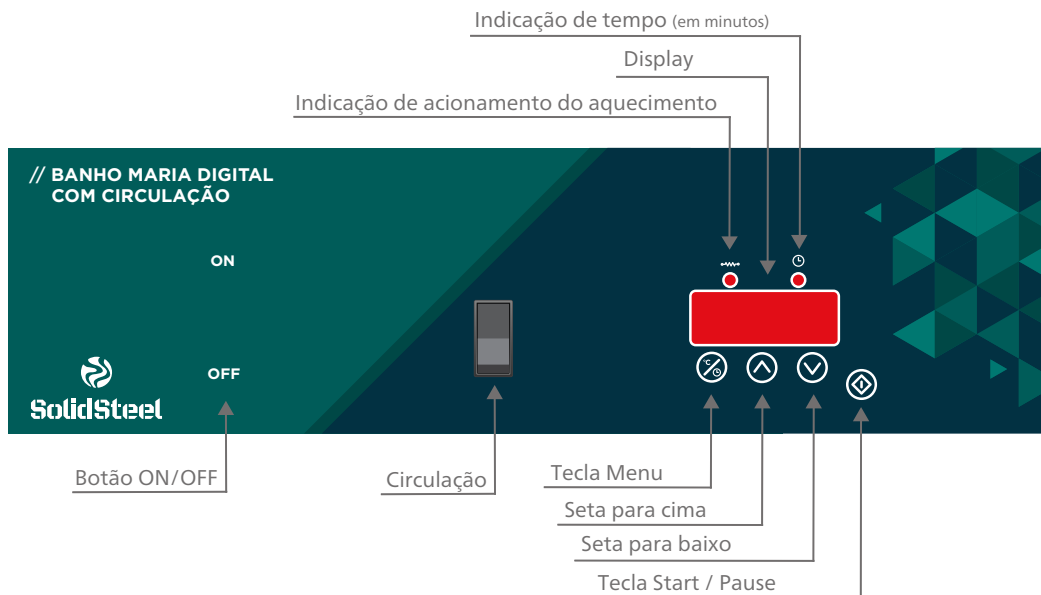 Indicação de tempo (em minutos)
Display
Indicação de acionamento do aquecimento
// BANHO MARIA DIGITAL
COM CIRCULAÇÃO
ON
OFF
SolidSteel
°C
Botão ON/OFF
Circulação
Tecla Menu
Seta para cima
Seta para baixo
Tecla Start / Pause